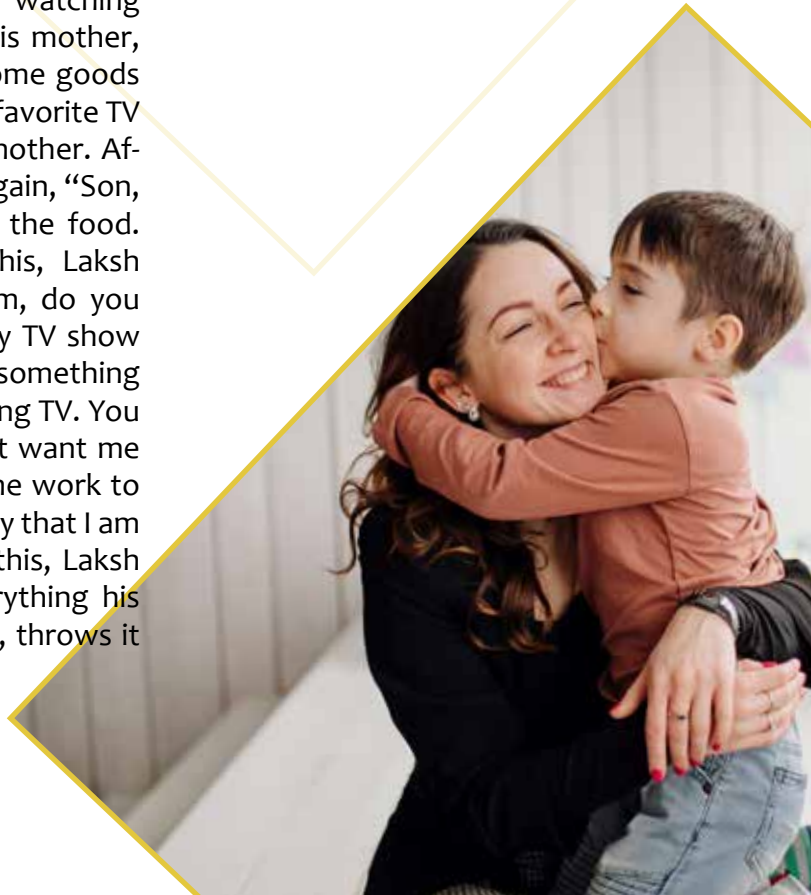 watching
is mother,
ome goods
favorite TV
nother. Af-
gain, “Son,
the food.
his, Laksh
m, do you
y TV show
something
ng TV. You
t want me
ne work to
y that I am
this, Laksh
rything his
, throws it